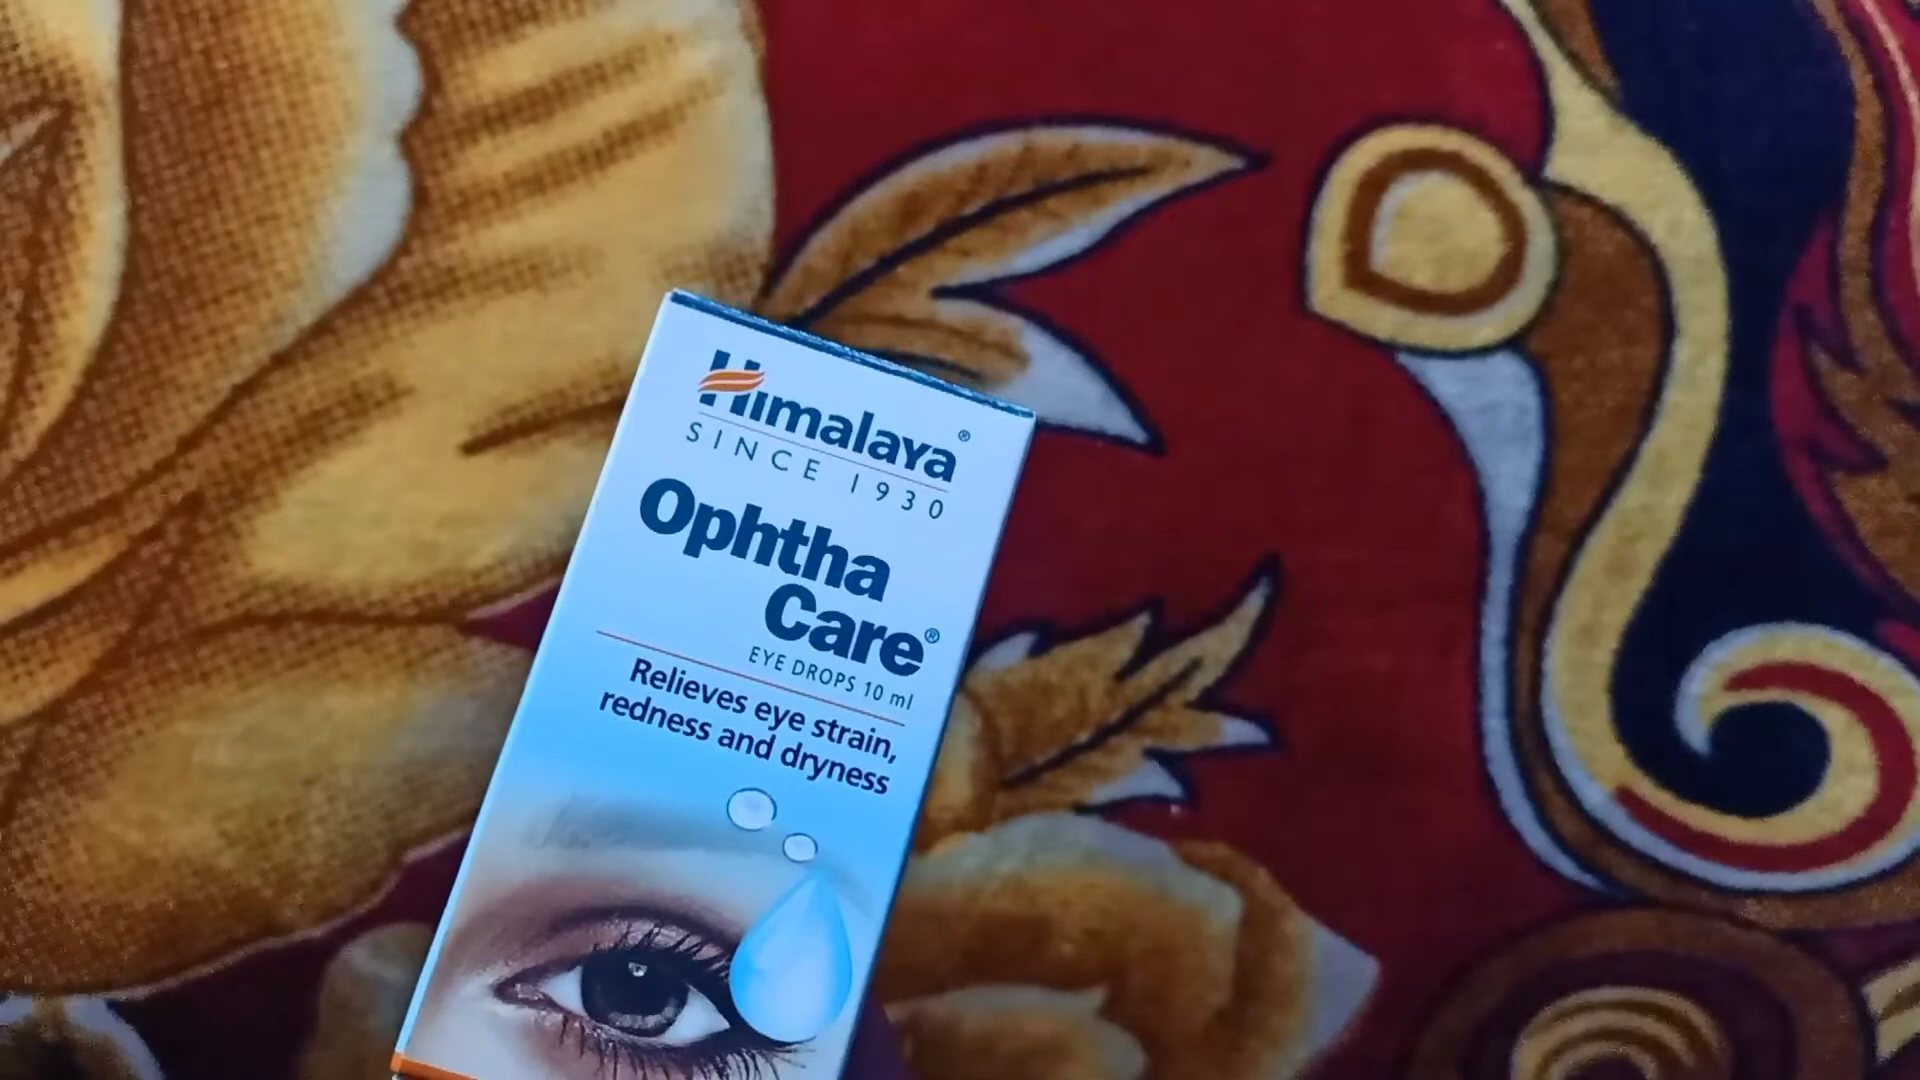 Himalaya®
SINCE 1930
Ophtha
Care®
EYE DROPS 10 ml
Relieves eye strain,
redness and dryness